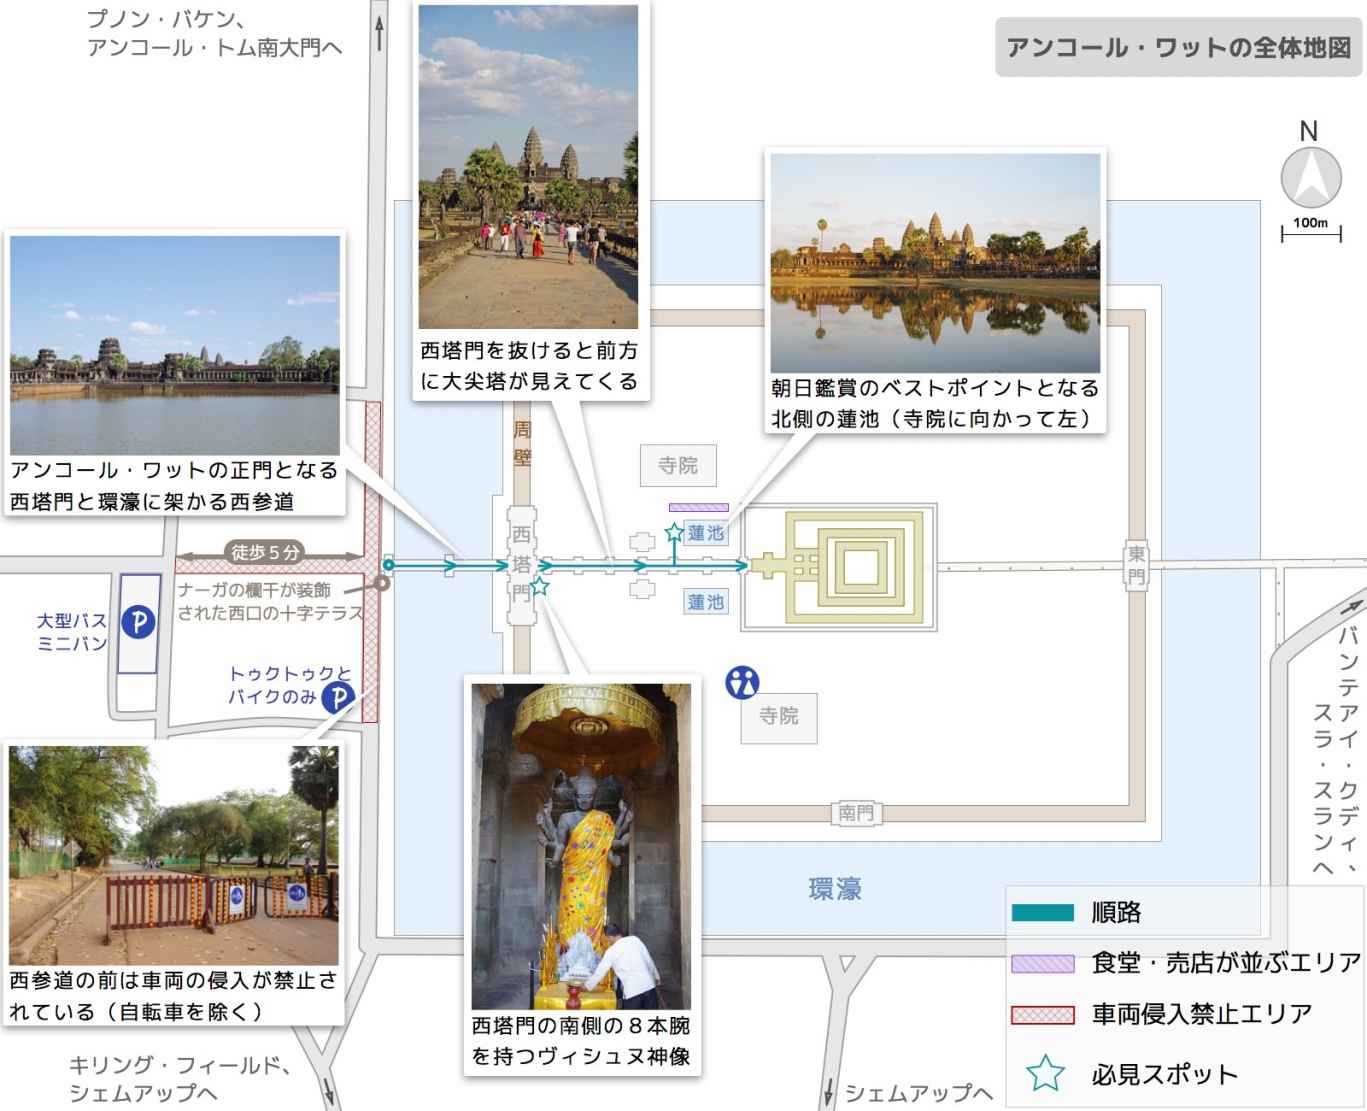 プノン・バケン、
アンコール・トム南大門へ
アンコール・ワットの全体地図
N
100m
西塔門を抜けると前方
に大尖塔が見えてくる
朝日鑑賞のベストポイントとなる
北側の蓮池（寺院に向かって左）
アンコール・ワットの正門となる
西塔門と環濠に架かる西参道
周壁
寺院
蓮池
西塔門
東門
徒歩５分
ナーガの欄干が装飾
された西口の十字テラス
蓮池
大型バス
ミニバン
P
トゥクトゥクと
バイクのみ
P
寺院
南門
環濠
バンテアイ・クディ、
スラ・スランへ
西参道の前は車両の侵入が禁止さ
れている（自転車を除く）
西塔門の南側の８本腕
を持つヴィシュヌ神像
順路
食堂・売店が並ぶエリア
車両侵入禁止エリア
必見スポット
キリング・フィールド、
シェムアップへ
シェムアップへ